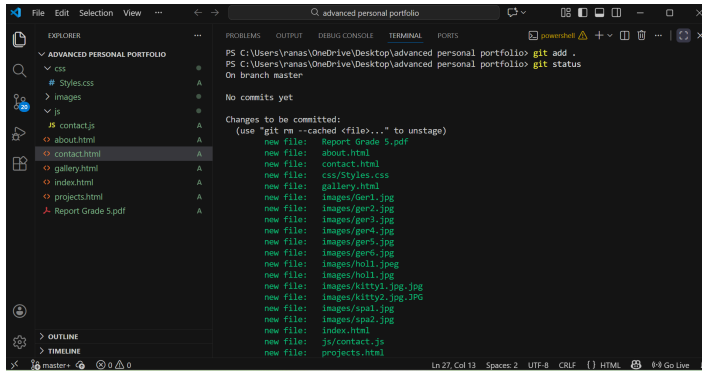 File Edit Selection View ··· ← → advanced personal portfolio
EXPLORER ···
ADVANCED PERSONAL PORTFOLIO
css
# Styles.css A
images
js
JS contact.js A
<> about.html A
<> contact.html A
<> gallery.html A
<> index.html A
<> projects.html A
Report Grade 5.pdf A
OUTLINE
TIMELINE
20
PROBLEMS OUTPUT DEBUG CONSOLE TERMINAL PORTS powershell
PS C:\Users\ranas\OneDrive\Desktop\advanced personal portfolio> git add .
PS C:\Users\ranas\OneDrive\Desktop\advanced personal portfolio> git status
On branch master
No commits yet
Changes to be committed:
(use "git rm --cached <file>..." to unstage)
new file: Report Grade 5.pdf
new file: about.html
new file: contact.html
new file: css/Styles.css
new file: gallery.html
new file: images/Ger1.jpg
new file: images/ger2.jpg
new file: images/ger3.jpg
new file: images/ger4.jpg
new file: images/ger5.jpg
new file: images/ger6.jpg
new file: images/hol1.jpeg
new file: images/hol1.jpg
new file: images/kitty1.jpg.jpg
new file: images/kitty2.jpg.JPG
new file: images/spa1.jpg
new file: images/spa2.jpg
new file: index.html
new file: js/contact.js
new file: projects.html
master+ 0 0 Ln 27, Col 13 Spaces: 2 UTF-8 CRLF {} HTML Go Live